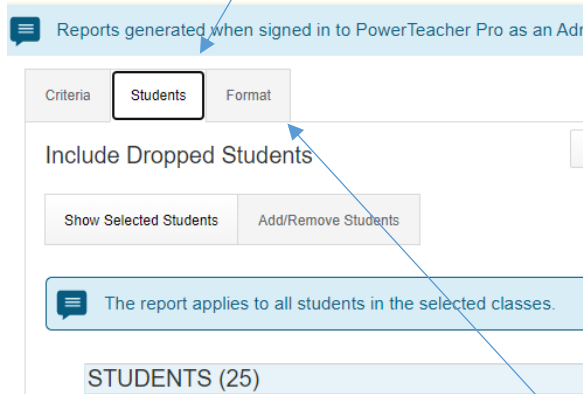 Reports generated when signed in to PowerTeacher Pro as an
Criteria Students Format
Include Dropped Students
Show Selected Students Add/Remove Students
The report applies to all students in the selected classes.
STUDENTS (25)